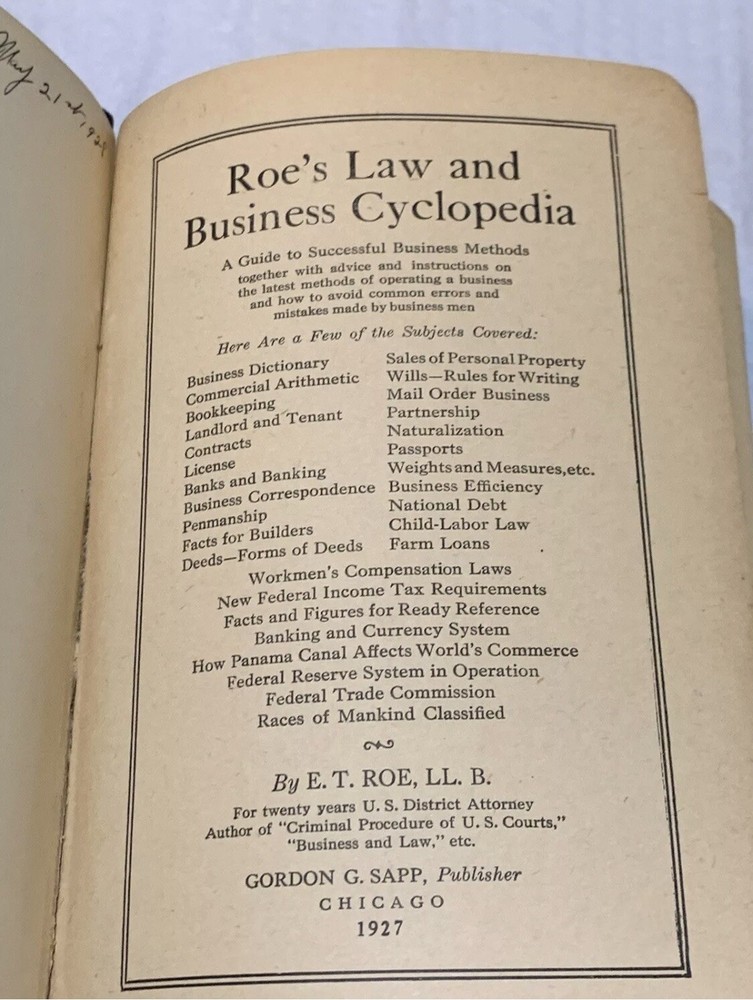 May 21st, 192
Roe's Law and
Business Cyclopedia
A Guide to Successful Business Methods
together with advice and instructions on
the latest methods of operating a business
and how to avoid common errors and
mistakes made by business men
Here Are a Few of the Subjects Covered:
Business Dictionary
Commercial Arithmetic
Bookkeeping
Landlord and Tenant
Contracts
License
Banks and Banking
Business Correspondence
Penmanship
Facts for Builders
Deeds—Forms of Deeds
Sales of Personal Property
Wills—Rules for Writing
Mail Order Business
Partnership
Naturalization
Passports
Weights and Measures, etc.
Business Efficiency
National Debt
Child-Labor Law
Farm Loans
Workmen's Compensation Laws
New Federal Income Tax Requirements
Facts and Figures for Ready Reference
Banking and Currency System
How Panama Canal Affects World's Commerce
Federal Reserve System in Operation
Federal Trade Commission
Races of Mankind Classified
By E. T. ROE, LL. B.
For twenty years U. S. District Attorney
Author of "Criminal Procedure of U. S. Courts,"
"Business and Law," etc.
GORDON G. SAPP, Publisher
CHICAGO
1927